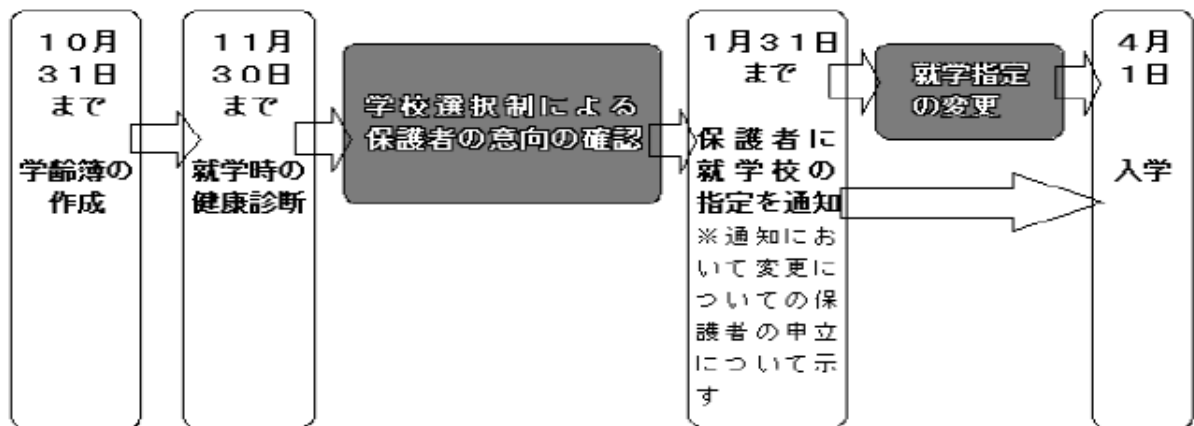 １０月
３１日
まで
学齢簿の
作成
１１月
３０日
まで
就学時の
健康診断
学校選択制による
保護者の意向の確認
１月３１日
まで
保護者に
就学校の
指定を通知
※通知にお
いて変更に
ついての保
護者の申立
について示
す
就学指定
の変更
４月
１日
入学